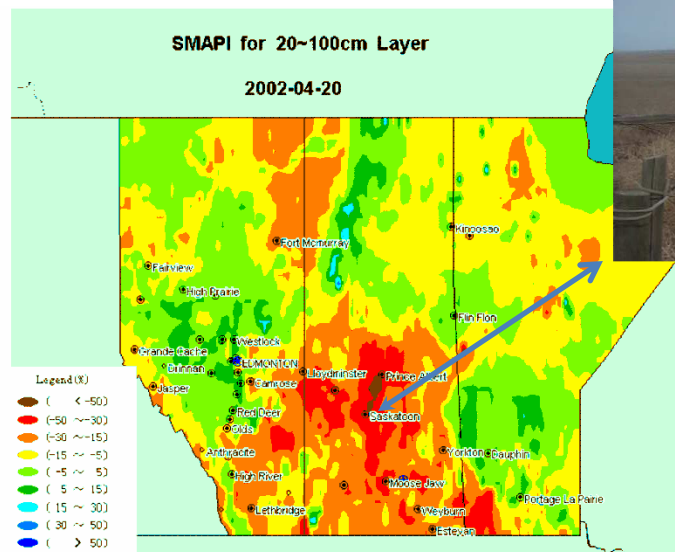 SMAPI for 20~100cm Layer
2002-04-20
Kinoosao
Fort Mcmurray
Fairview
High Prairie
Flin Flon
Westlock
Grande Cache
EDMONTON
Lloydminster
Prince Albert
Camrose
Jasper
Red Deer
Saskatoon
Olds
Anthracite
Yorkton
Dauphin
High River
Moose Jaw
Portage La Pairie
Lethbridge
Weyburn
Estevan
Legend(%)
( < -50)
(-50 ～ -30)
(-30 ～ -15)
(-15 ～ -5)
( -5 ～ 5)
( 5 ～ 15)
( 15 ～ 30)
( 30 ～ 50)
( > 50)